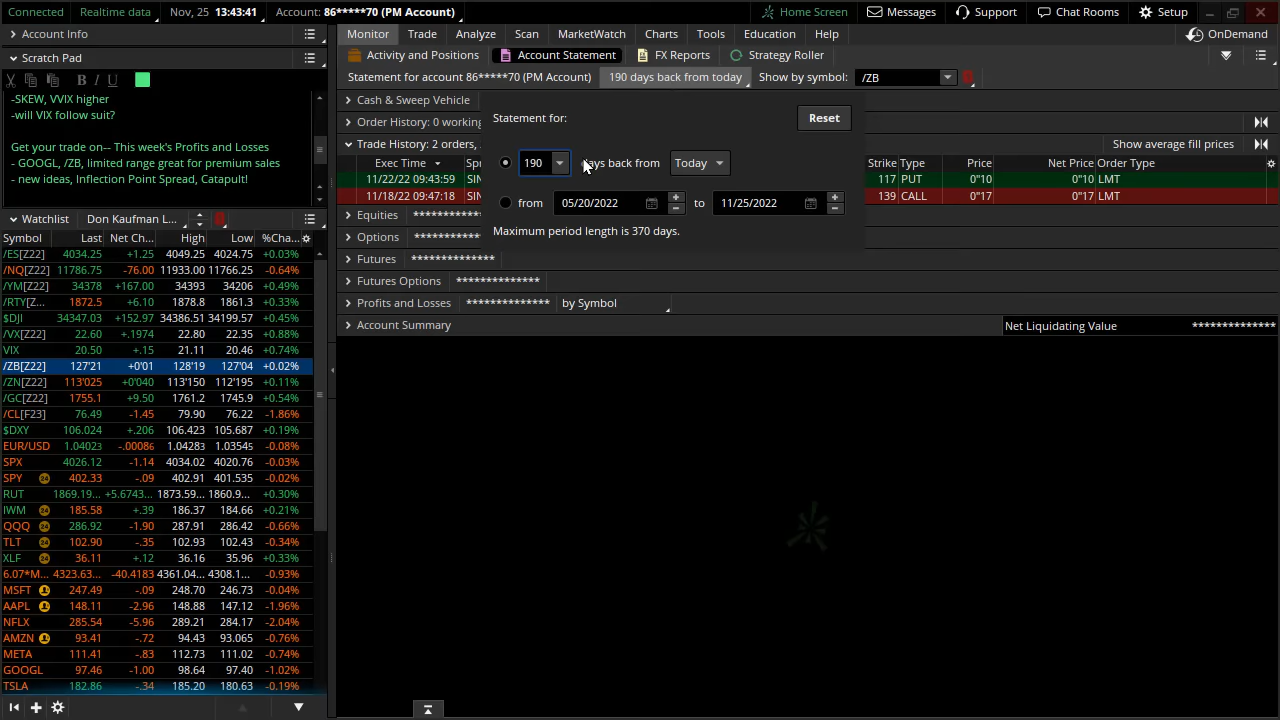 Connected Realtime data Nov, 25 13:43:41 Account: 86*****70 (PM Account) Home Screen Messages Support Chat Rooms Setup
Account Info
Monitor Trade Analyze Scan MarketWatch Charts Tools Education Help OnDemand
Scratch Pad
Activity and Positions Account Statement FX Reports Strategy Roller
B I U
Statement for account 86*****70 (PM Account) 190 days back from today Show by symbol: /ZB
-SKEW, VVIX higher
-will VIX follow suit?
Get your trade on-- This week's Profits and Losses
- GOOGL, /ZB, limited range great for premium sales
- new ideas, Inflection Point Spread, Catapult!
Cash & Sweep Vehicle
Order History: 0 working
Trade History: 2 orders, Show average fill prices
Exec Time Strike Type Price Net Price Order Type
11/22/22 09:43:59 117 PUT 0"10 0"10 LMT
11/18/22 09:47:18 139 CALL 0"17 0"17 LMT
Equities
Options
Futures **************
Futures Options **************
Profits and Losses ************** by Symbol
Account Summary Net Liquidating Value **************
Statement for: Reset
190 days back from Today
from 05/20/2022 to 11/25/2022
Maximum period length is 370 days.
Watchlist Don Kaufman L...
Symbol Last Net Ch... High Low %Cha...
/ES[Z22] 4034.25 +1.25 4049.25 4024.75 +0.03%
/NQ[Z22] 11786.75 -76.00 11933.00 11766.25 -0.64%
/YM[Z22] 34378 +167.00 34393 34206 +0.49%
/RTY[Z... 1872.5 +6.10 1878.8 1861.3 +0.33%
$DJI 34347.03 +152.97 34386.51 34199.57 +0.45%
/VX[Z22] 22.60 +.1974 22.80 22.35 +0.88%
VIX 20.50 +.15 21.11 20.46 +0.74%
/ZB[Z22] 127'21 +0'01 128'19 127'04 +0.02%
/ZN[Z22] 113'025 +0'040 113'150 112'195 +0.11%
/GC[Z22] 1755.1 +9.50 1761.2 1745.9 +0.54%
/CL[F23] 76.49 -1.45 79.90 76.22 -1.86%
$DXY 106.024 +.206 106.423 105.687 +0.19%
EUR/USD 1.04023 -.00086 1.04283 1.03545 -0.08%
SPX 4026.12 -1.14 4034.02 4020.76 -0.03%
SPY 402.33 -.09 402.91 401.535 -0.02%
RUT 1869.19... +5.6743... 1873.59... 1860.9... +0.30%
IWM 185.58 +.39 186.37 184.66 +0.21%
QQQ 286.92 -1.90 287.91 286.42 -0.66%
TLT 102.90 -.35 102.93 102.43 -0.34%
XLF 36.11 +.12 36.16 35.96 +0.33%
6.07*M... 4323.63... -40.4183 4361.04... 4308.1... -0.93%
MSFT 247.49 -.09 248.70 246.73 -0.04%
AAPL 148.11 -2.96 148.88 147.12 -1.96%
NFLX 285.54 -5.96 289.21 284.17 -2.04%
AMZN 93.41 -.72 94.43 93.065 -0.76%
META 111.41 -.83 112.73 110.45 -0.74%
GOOGL 97.46 -1.00 98.64 97.40 -1.02%
TSLA 182.86 -.34 185.20 180.63 -0.19%